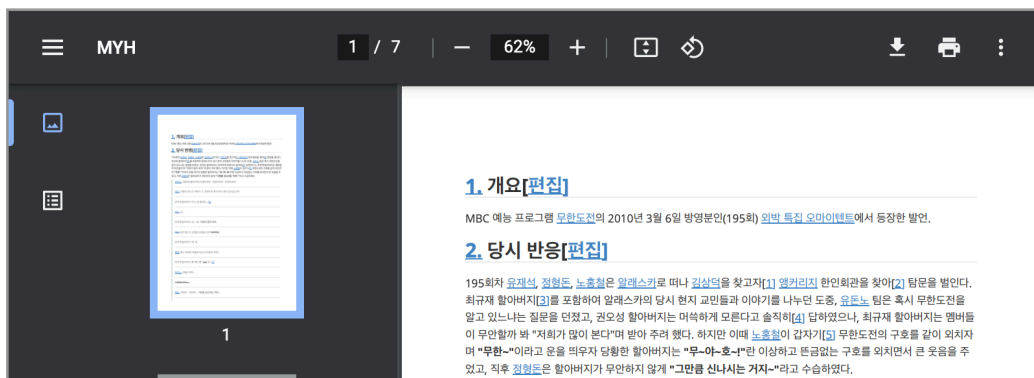 MYH
1 / 7
62%
1. 개요[편집]
MBC 예능 프로그램 무한도전의 2010년 3월 6일 방영분인(195회) 외박 특집 오마이텐트에서 등장한 발언.
2. 당시 반응[편집]
195회차 유재석, 정형돈, 노홍철은 알래스카로 떠나 김상덕을 찾고자[1] 앵커리지 한인회관을 찾아[2] 탐문을 벌인다.
최규재 할아버지[3]를 포함하여 알래스카의 당시 현지 교민들과 이야기를 나누던 도중, 유돈노 팀은 혹시 무한도전을
알고 있느냐는 질문을 던졌고, 권오성 할아버지는 머쓱하게 모른다고 솔직히[4] 답하였으나, 최규재 할아버지는 멤버들
이 무안할까 봐 "저희가 많이 본다"며 받아 주려 했다. 하지만 이때 노홍철이 갑자기[5] 무한도전의 구호를 같이 외치자
며 "무한~"이라고 운을 띄우자 당황한 할아버지는 "무~야~호~!"란 이상하고 뜬금없는 구호를 외치면서 큰 웃음을 주
었고, 직후 정형돈은 할아버지가 무안하지 않게 "그만큼 신나시는 거지~"라고 수습하였다.
1. 개요[편집]
2. 당시 반응[편집]
1